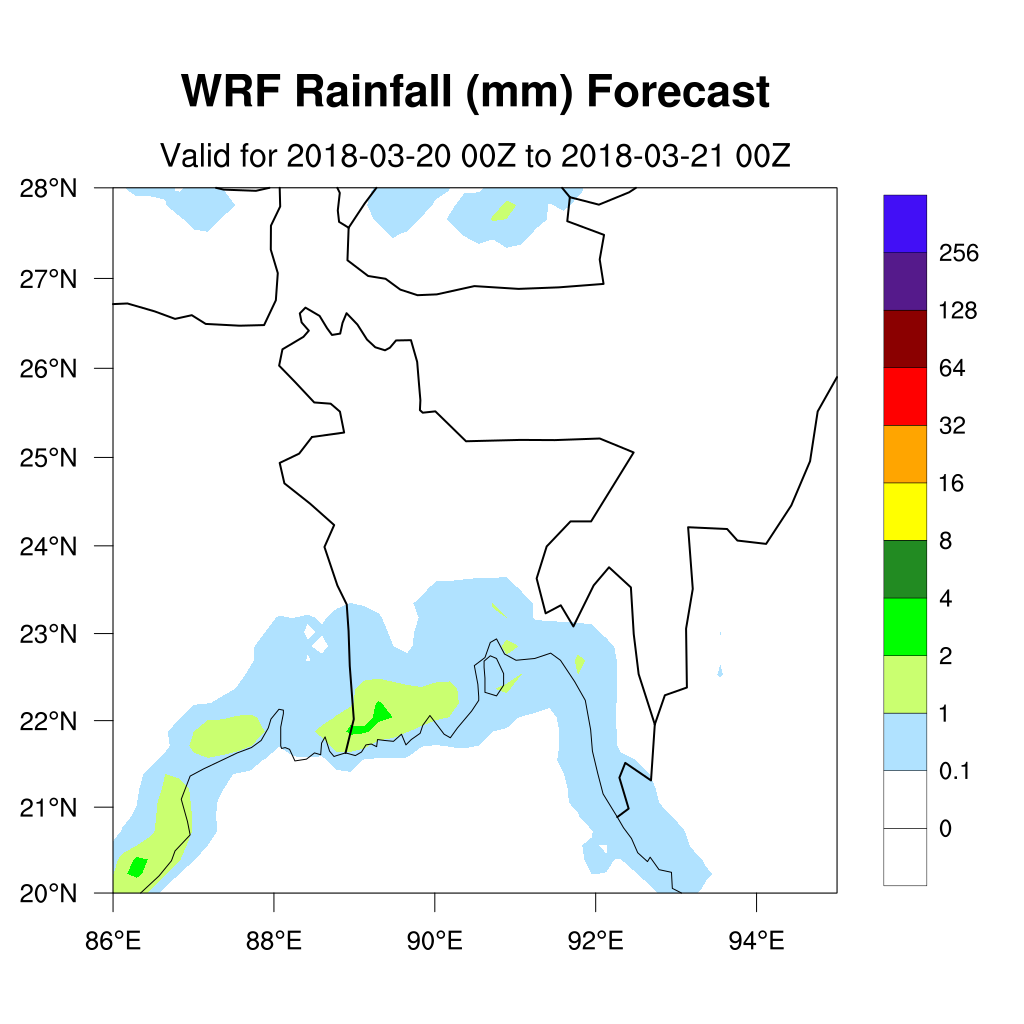 WRF Rainfall (mm) Forecast
Valid for 2018-03-20 00Z to 2018-03-21 00Z
28°N
27°N
26°N
25°N
24°N
23°N
22°N
21°N
20°N
86°E 88°E 90°E 92°E 94°E
256
128
64
32
16
8
4
2
1
0.1
0